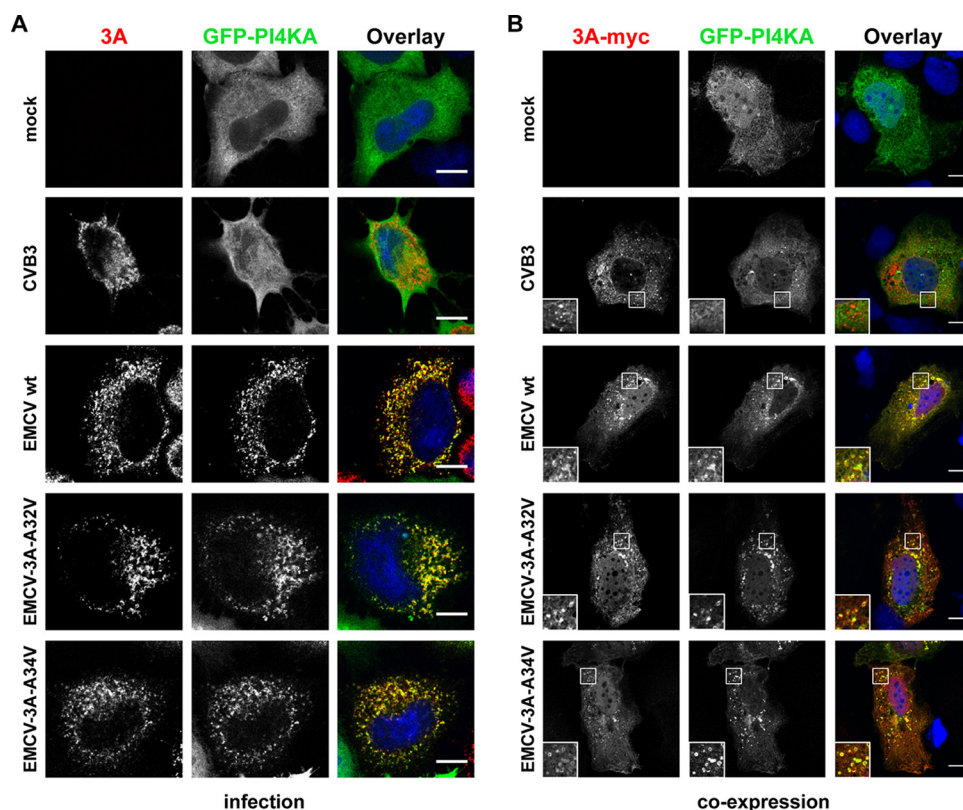 A
3A GFP-PI4KA Overlay
mock
CVB3
EMCV wt
EMCV-3A-A32V
EMCV-3A-A34V
infection
B
3A-myc GFP-PI4KA Overlay
mock
CVB3
EMCV wt
EMCV-3A-A32V
EMCV-3A-A34V
co-expression